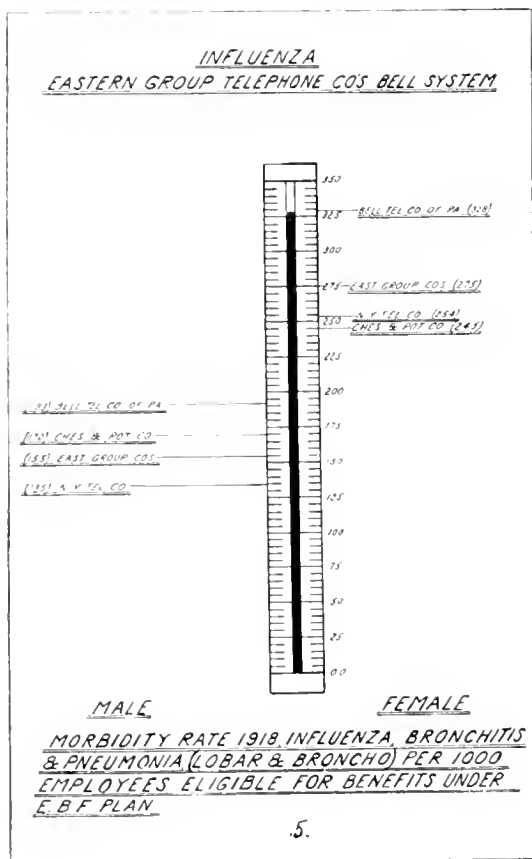 INFLUENZA
EASTERN GROUP TELEPHONE CO'S BELL SYSTEM
350
325
BELL TEL CO OF PA (328)
300
275
EAST GROUP COS (275)
N Y TEL CO (254)
250
CHES & POT CO (245)
225
200
BELL TEL CO OF PA
175
CHES & POT CO
(155) EAST GROUP COS
150
N Y TEL CO
125
100
75
50
25
0.0
MALE
FEMALE
MORBIDITY RATE 1918, INFLUENZA, BRONCHITIS
& PNEUMONIA (LOBAR & BRONCHO) PER 1000
EMPLOYEES ELIGIBLE FOR BENEFITS UNDER
E.B.F PLAN
.5.